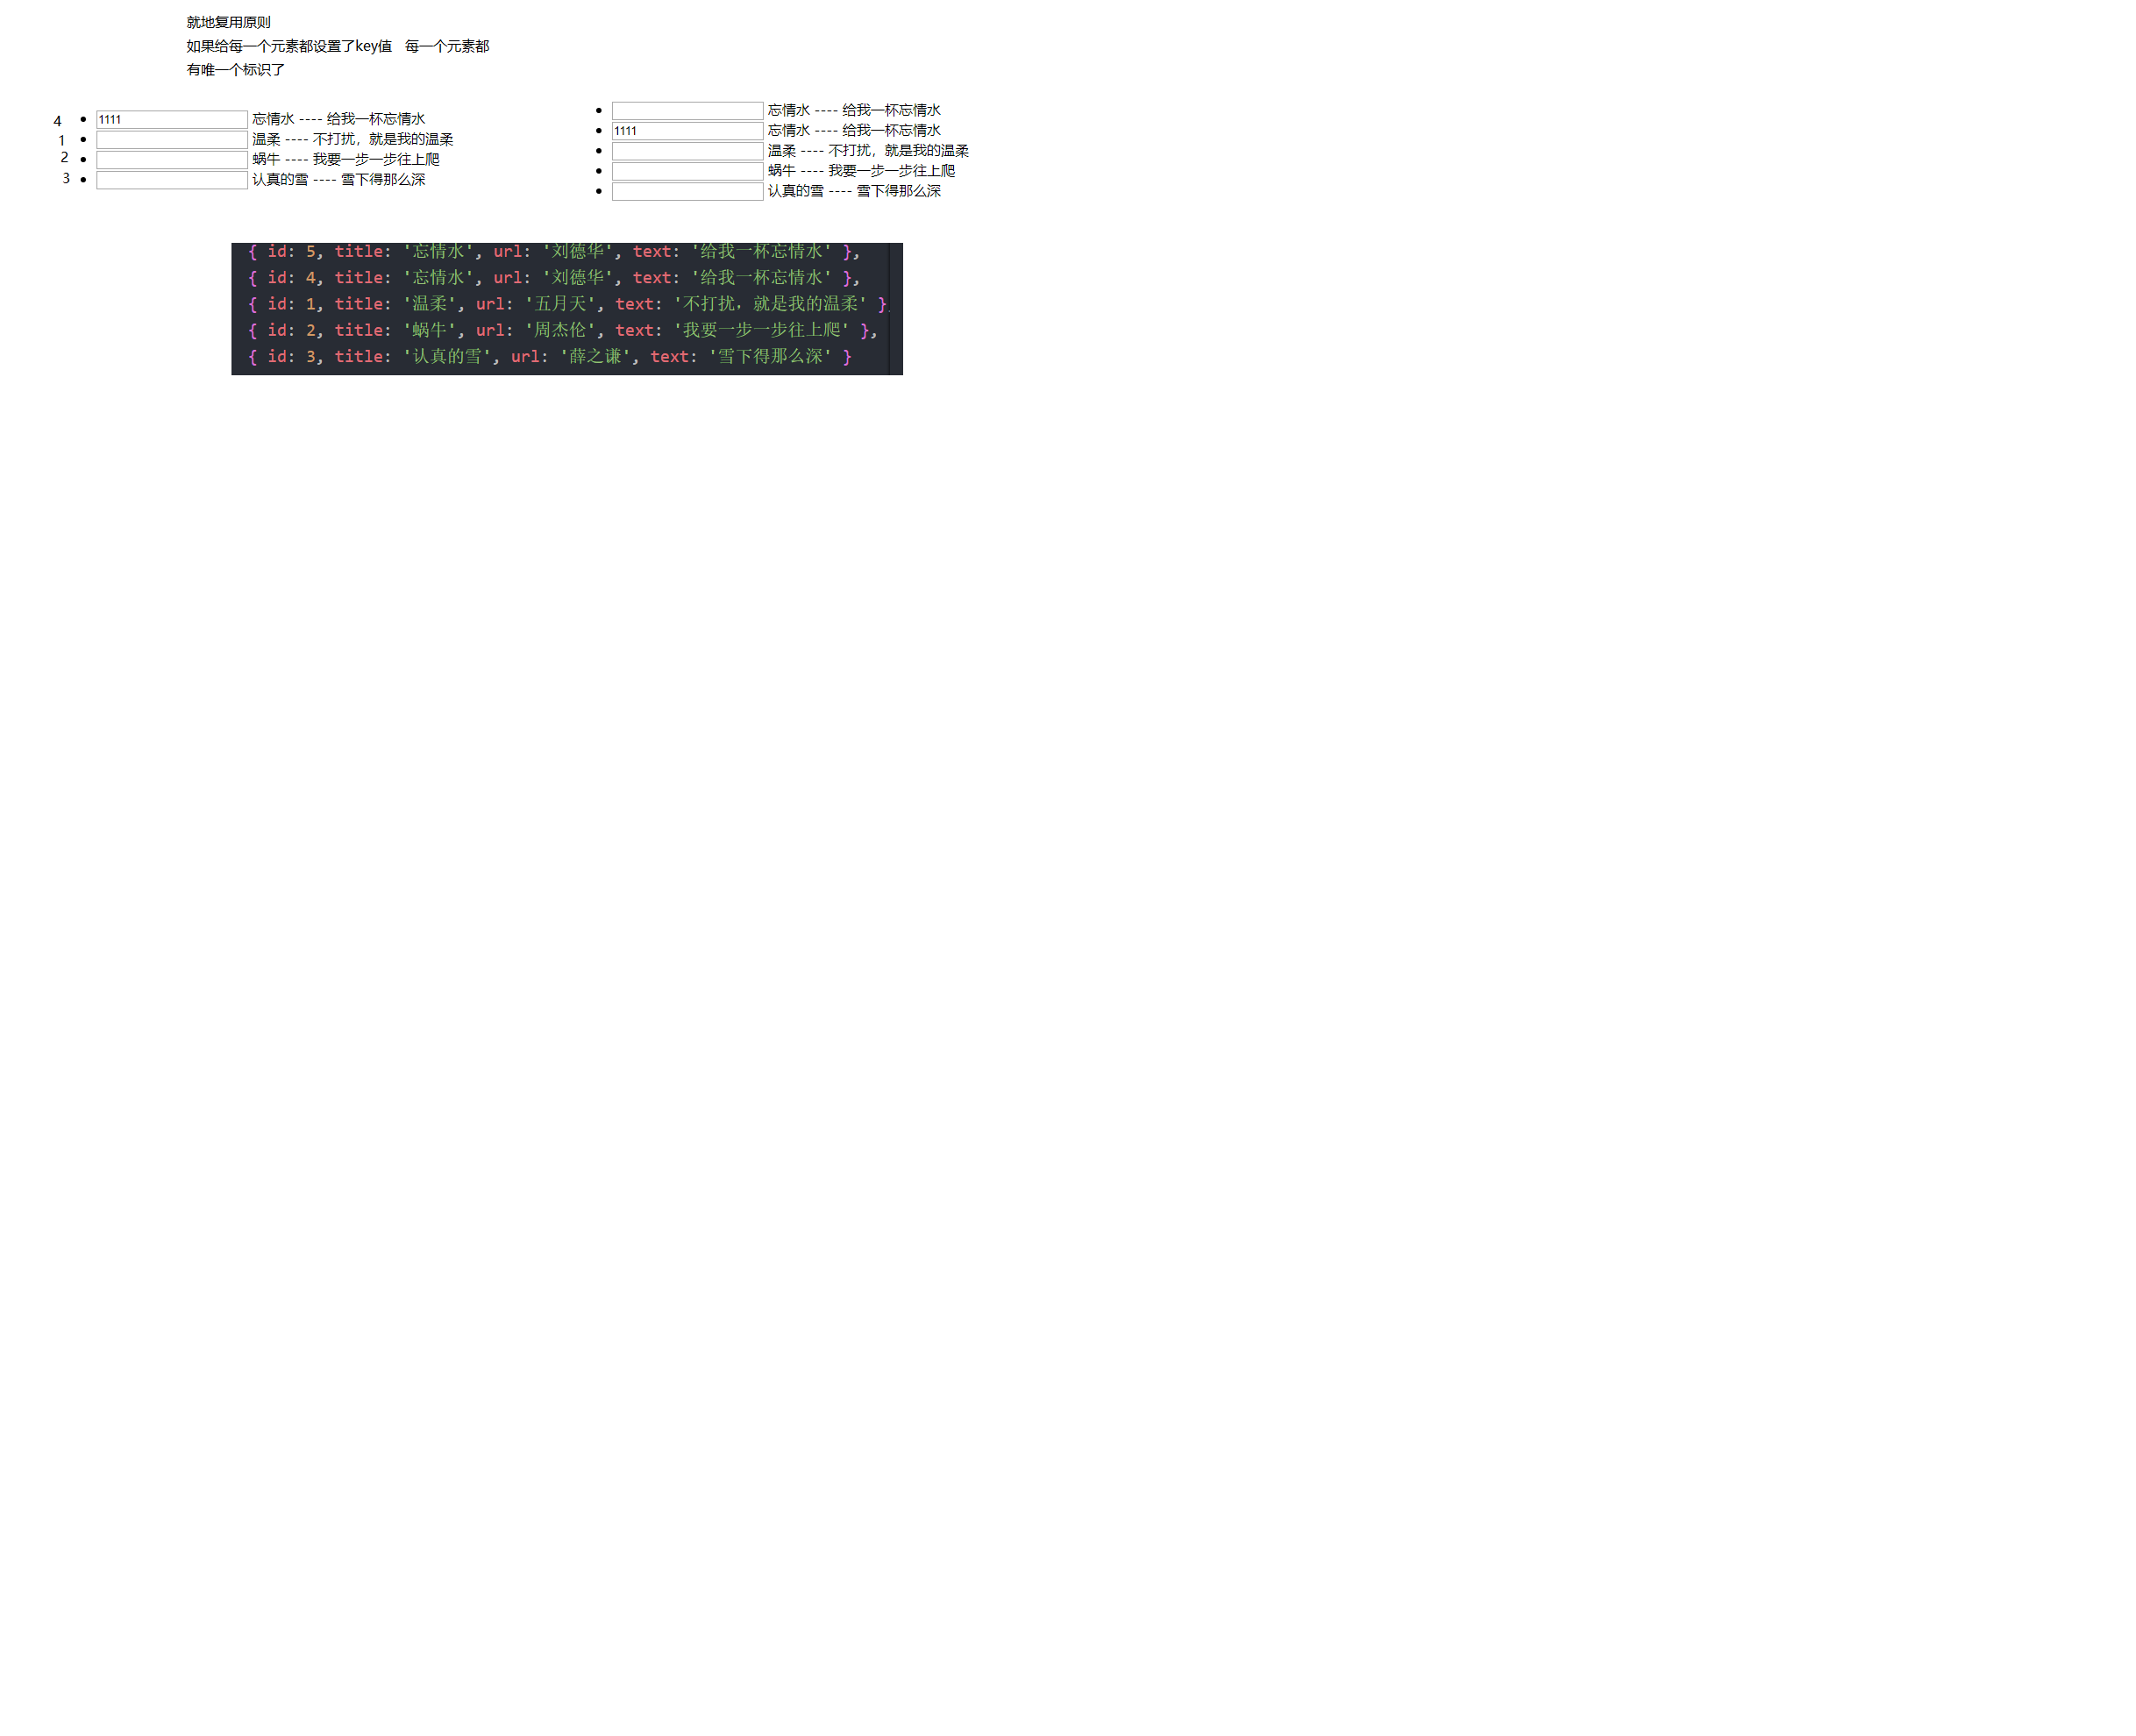 就地复用原则
如果给每一个元素都设置了key值 每一个元素都
有唯一个标识了
4 1111 忘情水 ---- 给我一杯忘情水
1 温柔 ---- 不打扰，就是我的温柔
2 蜗牛 ---- 我要一步一步往上爬
3 认真的雪 ---- 雪下得那么深
忘情水 ---- 给我一杯忘情水
1111 忘情水 ---- 给我一杯忘情水
温柔 ---- 不打扰，就是我的温柔
蜗牛 ---- 我要一步一步往上爬
认真的雪 ---- 雪下得那么深
{ id: 5, title: '忘情水', url: '刘德华', text: '给我一杯忘情水' },
{ id: 4, title: '忘情水', url: '刘德华', text: '给我一杯忘情水' },
{ id: 1, title: '温柔', url: '五月天', text: '不打扰，就是我的温柔' },
{ id: 2, title: '蜗牛', url: '周杰伦', text: '我要一步一步往上爬' },
{ id: 3, title: '认真的雪', url: '薛之谦', text: '雪下得那么深' }